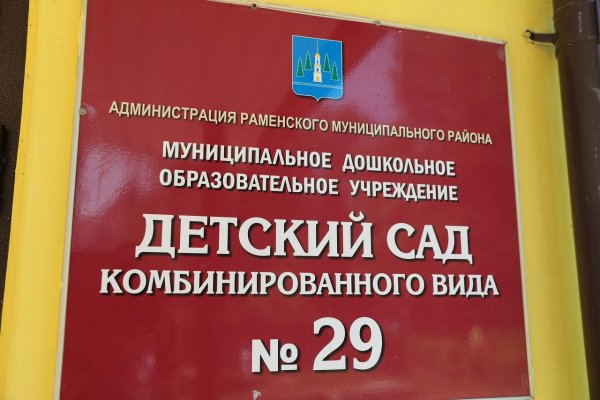 АДМИНИСТРАЦИЯ РАМЕНСКОГО МУНИЦИПАЛЬНОГО РАЙОНА
МУНИЦИПАЛЬНОЕ ДОШКОЛЬНОЕ
ОБРАЗОВАТЕЛЬНОЕ УЧРЕЖДЕНИЕ
ДЕТСКИЙ САД
КОМБИНИРОВАННОГО ВИДА
№ 29